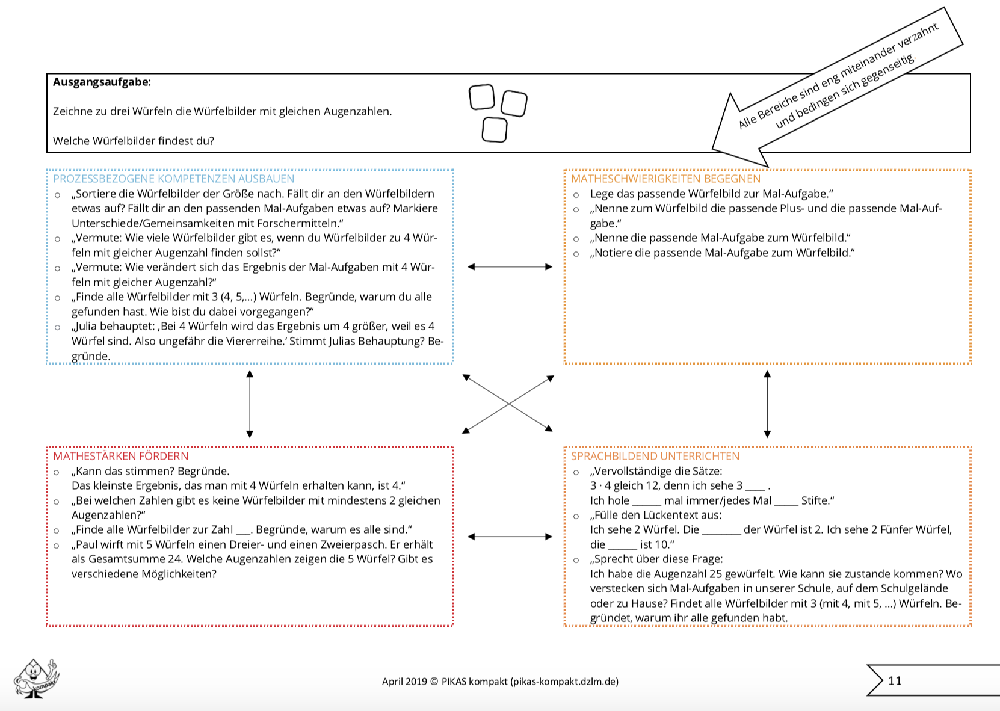 Alle Bereiche sind eng miteinander verzahnt
und bedingen sich gegenseitig.
Ausgangsaufgabe:
Zeichne zu drei Würfeln die Würfelbilder mit gleichen Augenzahlen.
Welche Würfelbilder findest du?
PROZESSBEZOGENE KOMPETENZEN AUSBAUEN
o „Sortiere die Würfelbilder der Größe nach. Fällt dir an den Würfelbildern
etwas auf? Fällt dir an den passenden Mal-Aufgaben etwas auf? Markiere
Unterschiede/Gemeinsamkeiten mit Forschermitteln.“
o „Vermute: Wie viele Würfelbilder gibt es, wenn du Würfelbilder zu 4 Wür-
feln mit gleicher Augenzahl finden sollst?“
o „Vermute: Wie verändert sich das Ergebnis der Mal-Aufgaben mit 4 Wür-
feln mit gleicher Augenzahl?“
o „Finde alle Würfelbilder mit 3 (4, 5,...) Würfeln. Begründe, warum du alle
gefunden hast. Wie bist du dabei vorgegangen?“
o „Julia behauptet: ‚Bei 4 Würfeln wird das Ergebnis um 4 größer, weil es 4
Würfel sind. Also ungefähr die Viererreihe.‘ Stimmt Julias Behauptung? Be-
gründe.
MATHESCHWIERIGKEITEN BEGEGNEN
o Lege das passende Würfelbild zur Mal-Aufgabe.“
o „Nenne zum Würfelbild die passende Plus- und die passende Mal-Auf-
gabe.“
o „Nenne die passende Mal-Aufgabe zum Würfelbild.“
o „Notiere die passende Mal-Aufgabe zum Würfelbild.“
MATHESTÄRKEN FÖRDERN
o „Kann das stimmen? Begründe.
Das kleinste Ergebnis, das man mit 4 Würfeln erhalten kann, ist 4.“
o „Bei welchen Zahlen gibt es keine Würfelbilder mit mindestens 2 gleichen
Augenzahlen?“
o „Finde alle Würfelbilder zur Zahl ___. Begründe, warum es alle sind.“
o „Paul wirft mit 5 Würfeln einen Dreier- und einen Zweierpasch. Er erhält
als Gesamtsumme 24. Welche Augenzahlen zeigen die 5 Würfel? Gibt es
verschiedene Möglichkeiten?
SPRACHBILDEND UNTERRICHTEN
o „Vervollständige die Sätze:
3 · 4 gleich 12, denn ich sehe 3 ____ .
Ich hole ______ mal immer/jedes Mal _____ Stifte.“
o „Fülle den Lückentext aus:
Ich sehe 2 Würfel. Die ________ der Würfel ist 2. Ich sehe 2 Fünfer Würfel,
die ______ ist 10.“
o „Sprecht über diese Frage:
Ich habe die Augenzahl 25 gewürfelt. Wie kann sie zustande kommen? Wo
verstecken sich Mal-Aufgaben in unserer Schule, auf dem Schulgelände
oder zu Hause? Findet alle Würfelbilder mit 3 (mit 4, mit 5, ...) Würfeln. Be-
gründet, warum ihr alle gefunden habt.
kompakt
April 2019 © PIKAS kompakt (pikas-kompakt.dzlm.de)
11